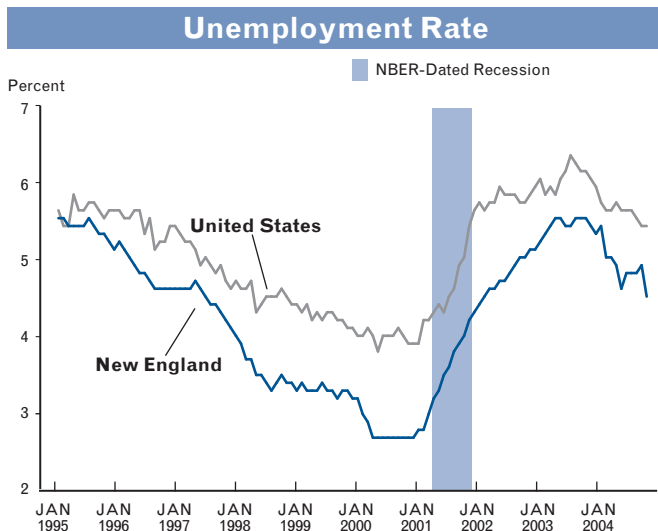 Unemployment Rate
NBER-Dated Recession
Percent
7
6
United States
5
4
New England
3
2
JAN JAN JAN JAN JAN JAN JAN JAN JAN JAN
1995 1996 1997 1998 1999 2000 2001 2002 2003 2004